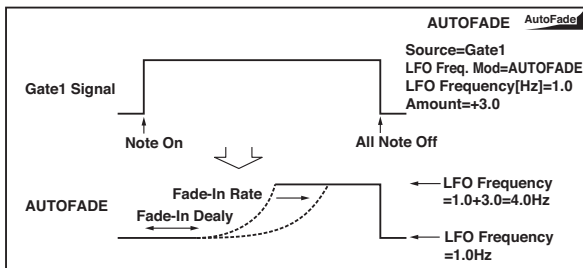 AUTOFADE AutoFade
Source=Gate1
LFO Freq. Mod=AUTOFADE
LFO Frequency[Hz]=1.0
Amount=+3.0
Gate1 Signal
Note On
All Note Off
AUTOFADE
Fade-In Rate
Fade-In Dealy
LFO Frequency
=1.0+3.0=4.0Hz
LFO Frequency
=1.0Hz